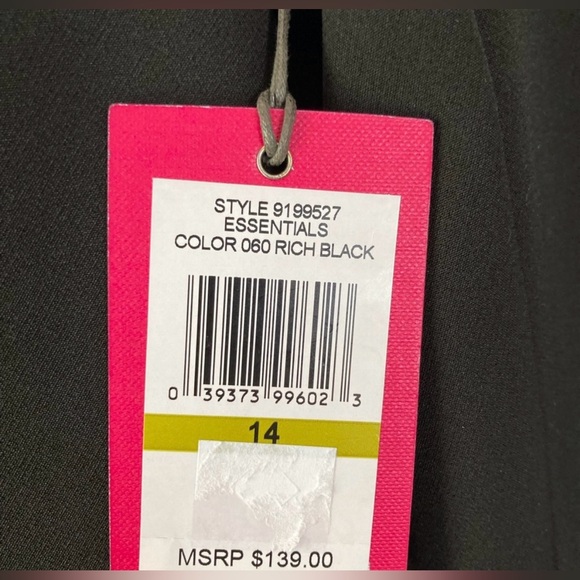 STYLE 9199527
ESSENTIALS
COLOR 060 RICH BLACK
0 39373 99602 3
14
MSRP $139.00